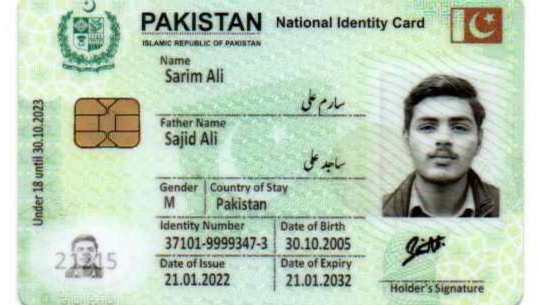 PAKISTAN National Identity Card
ISLAMIC REPUBLIC OF PAKISTAN
Name
Sarim Ali
سارم علی
Father Name
Sajid Ali
ساجد علی
Gender Country of Stay
M Pakistan
Identity Number Date of Birth
37101-9999347-3 30.10.2005
Date of Issue Date of Expiry
21.01.2022 21.01.2032
Holder's Signature
Under 18 until 30.10.2023